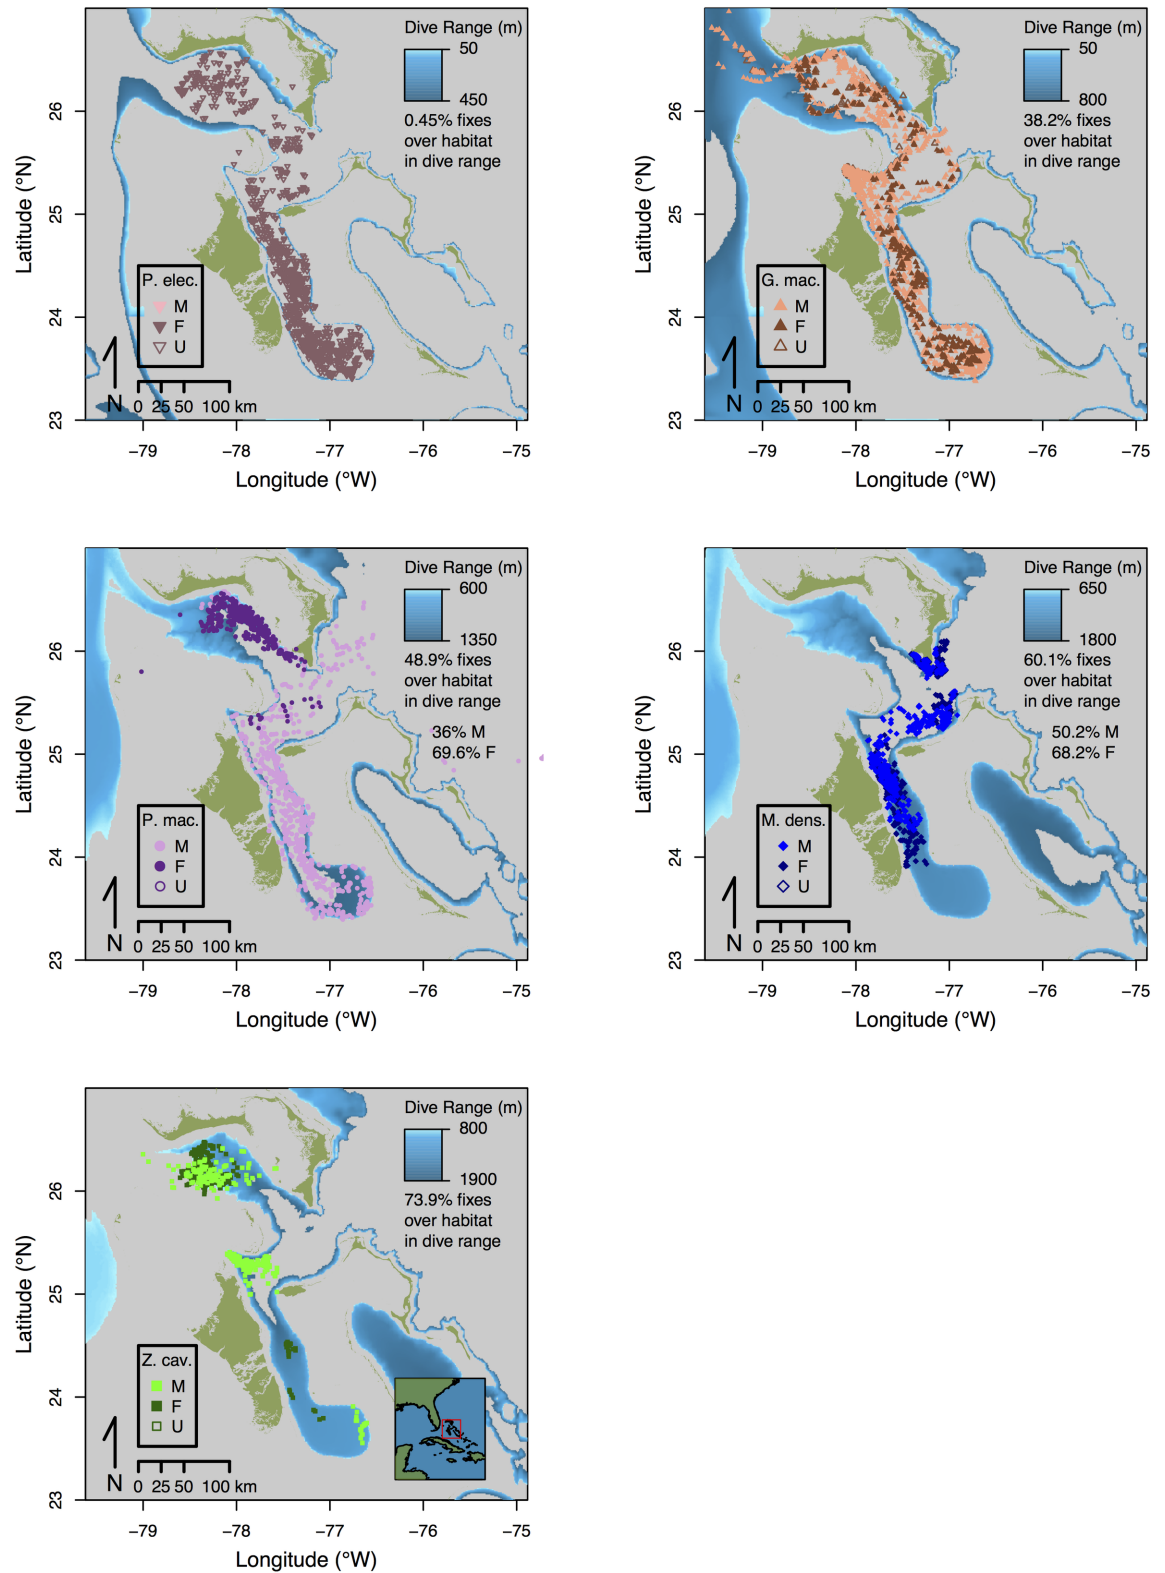 Dive Range (m)
50
450
0.45% fixes
over habitat
in dive range
26
25
24
23
Latitude (°N)
P. elec.
M
F
U
N
0 25 50 100 km
−79 −78 −77 −76 −75
Longitude (°W)
Dive Range (m)
50
800
38.2% fixes
over habitat
in dive range
26
25
24
23
Latitude (°N)
G. mac.
M
F
U
N
0 25 50 100 km
−79 −78 −77 −76 −75
Longitude (°W)
Dive Range (m)
600
1350
48.9% fixes
over habitat
in dive range
36% M
69.6% F
26
25
24
23
Latitude (°N)
P. mac.
M
F
U
N
0 25 50 100 km
−79 −78 −77 −76 −75
Longitude (°W)
Dive Range (m)
650
1800
60.1% fixes
over habitat
in dive range
50.2% M
68.2% F
26
25
24
23
Latitude (°N)
M. dens.
M
F
U
N
0 25 50 100 km
−79 −78 −77 −76 −75
Longitude (°W)
Dive Range (m)
800
1900
73.9% fixes
over habitat
in dive range
26
25
24
23
Latitude (°N)
Z. cav.
M
F
U
N
0 25 50 100 km
−79 −78 −77 −76 −75
Longitude (°W)